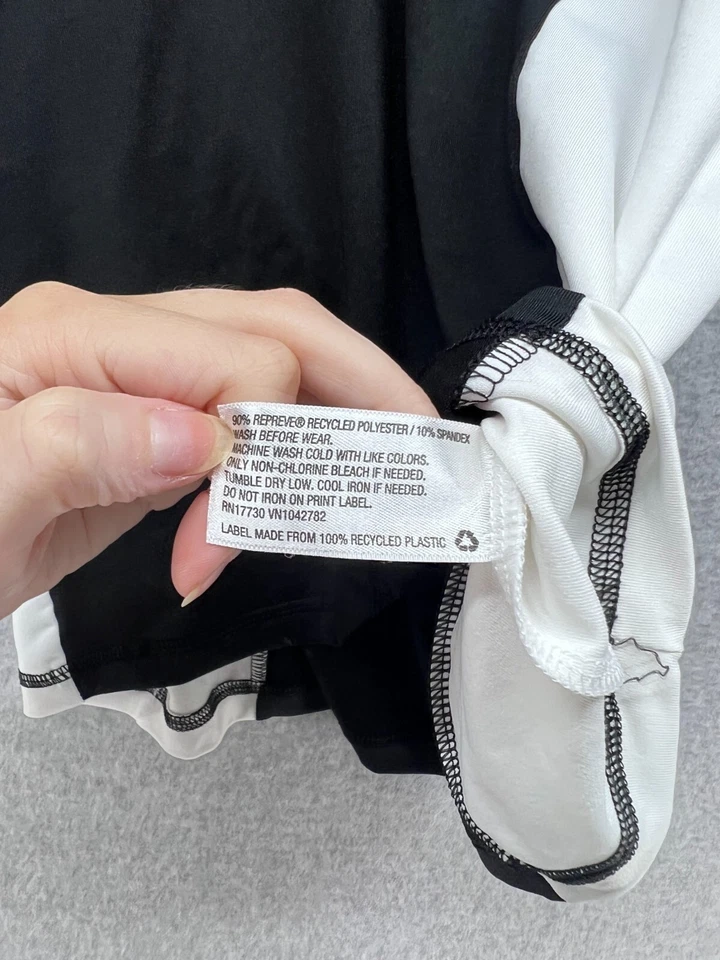 90% REPREVE® RECYCLED POLYESTER / 10% SPANDEX
WASH BEFORE WEAR.
MACHINE WASH COLD WITH LIKE COLORS.
ONLY NON-CHLORINE BLEACH IF NEEDED.
TUMBLE DRY LOW. COOL IRON IF NEEDED.
DO NOT IRON ON PRINT LABEL.
RN17730 VN1042782
LABEL MADE FROM 100% RECYCLED PLASTIC